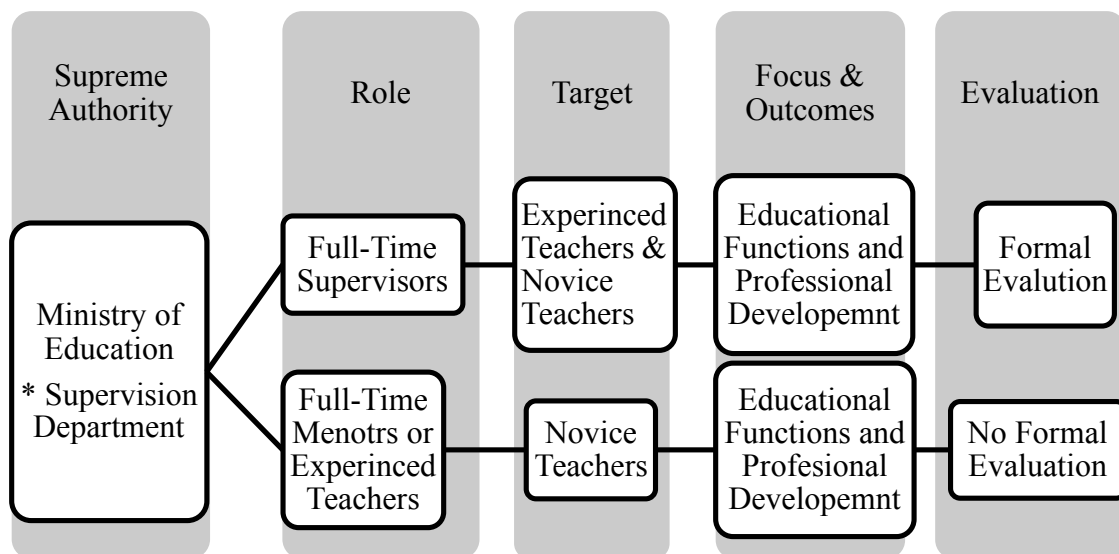 Supreme
Authority
Role
Target
Focus &
Outcomes
Evaluation
Ministry of
Education
* Supervision
Department
Full-Time
Supervisors
Experinced
Teachers &
Novice
Teachers
Educational
Functions and
Professional
Developemnt
Formal
Evalution
Full-Time
Menotrs or
Experinced
Teachers
Novice
Teachers
Educational
Functions and
Profesional
Developemnt
No Formal
Evaluation